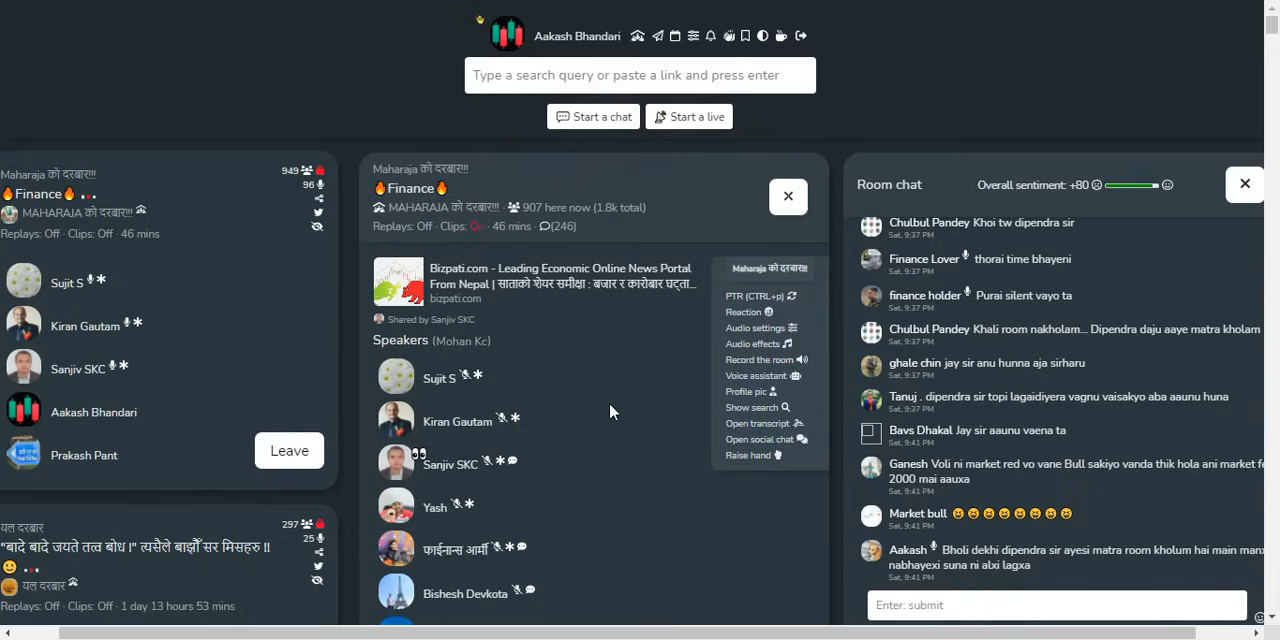 Aakash Bhandari
Type a search query or paste a link and press enter
Start a chat
Start a live
Maharaja को दरबार!!!
🔥Finance🔥
MAHARAJA को दरबार!!!
Replays: Off · Clips: Off · 46 mins
949
96
Sujit S
Kiran Gautam
Sanjiv SKC
Aakash Bhandari
Prakash Pant
Leave
यल दरबार
"बादे बादे जयते तत्व बोध !" त्यसैले बाझौँ सर मिसहरु !!
यल दरबार
Replays: Off · Clips: Off · 1 day 13 hours 53 mins
297
25
Maharaja को दरबार!!!
🔥Finance🔥
MAHARAJA को दरबार!!! · 907 here now (1.8k total)
Replays: Off · Clips: On · 46 mins · (246)
Bizpati.com - Leading Economic Online News Portal
From Nepal | साताको शेयर समीक्षा : बजार र कारोबार घट्ता...
bizpati.com
Shared by Sanjiv SKC
Speakers (Mohan Kc)
Sujit S
Kiran Gautam
Sanjiv SKC
Yash
फाईनान्स आर्मी
Bishesh Devkota
Maharaja को दरबार!!!
PTR (CTRL+p)
Reaction
Audio settings
Audio effects
Record the room
Voice assistant
Profile pic
Show search
Open transcript
Open social chat
Raise hand
Room chat
Overall sentiment: +80
Chulbul Pandey Khoi tw dipendra sir
Sat, 9:37 PM
Finance Lover thorai time bhayeni
Sat, 9:37 PM
finance holder Purai silent vayo ta
Sat, 9:37 PM
Chulbul Pandey Khali room nakholam... Dipendra daju aaye matra kholam
Sat, 9:37 PM
ghale chin jay sir anu hunna aja sirharu
Sat, 9:37 PM
Tanuj . dipendra sir topi lagaidiyera vagnu vaisakyo aba aaunu huna
Sat, 9:37 PM
Bavs Dhakal Jay sir aaunu vaena ta
Sat, 9:41 PM
Ganesh Voli ni market red vo vane Bull sakiyo vanda thik hola ani market
2000 mai aauxa
Sat, 9:41 PM
Market bull 😆😆😆😆😆😆😆😆
Sat, 9:41 PM
Aakash Bholi dekhi dipendra sir ayesi matra room kholum hai main
nabhayexi suna ni alxi lagxa
Sat, 9:41 PM
Enter: submit